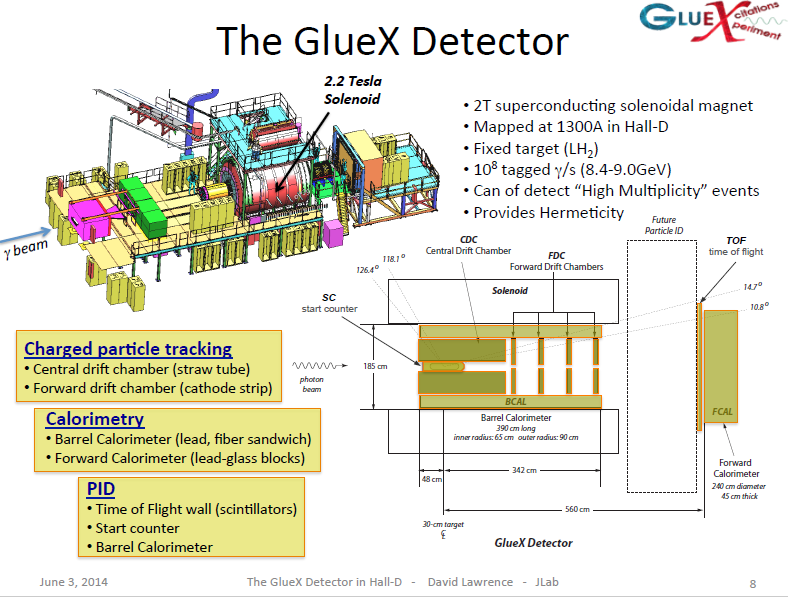 GLUEX citations
xperiment
The GlueX Detector
2.2 Tesla
Solenoid
• 2T superconducting solenoidal magnet
• Mapped at 1300A in Hall-D
• Fixed target (LH2)
• 10^8 tagged γ/s (8.4-9.0GeV)
• Can of detect “High Multiplicity” events
• Provides Hermeticity
γ beam
Future
Particle ID
CDC
Central Drift Chamber
FDC
Forward Drift Chambers
TOF
time of flight
118.1 o
126.4 o
14.7 o
10.8 o
SC
start counter
Solenoid
185 cm
photon
beam
BCAL
FCAL
Barrel Calorimeter
390 cm long
inner radius: 65 cm outer radius: 90 cm
Forward
Calorimeter
240 cm diameter
45 cm thick
342 cm
48 cm
560 cm
30-cm target
CL
GlueX Detector
Charged particle tracking
• Central drift chamber (straw tube)
• Forward drift chamber (cathode strip)
Calorimetry
• Barrel Calorimeter (lead, fiber sandwich)
• Forward Calorimeter (lead-glass blocks)
PID
• Time of Flight wall (scintillators)
• Start counter
• Barrel Calorimeter
June 3, 2014
The GlueX Detector in Hall-D - David Lawrence - JLab
8